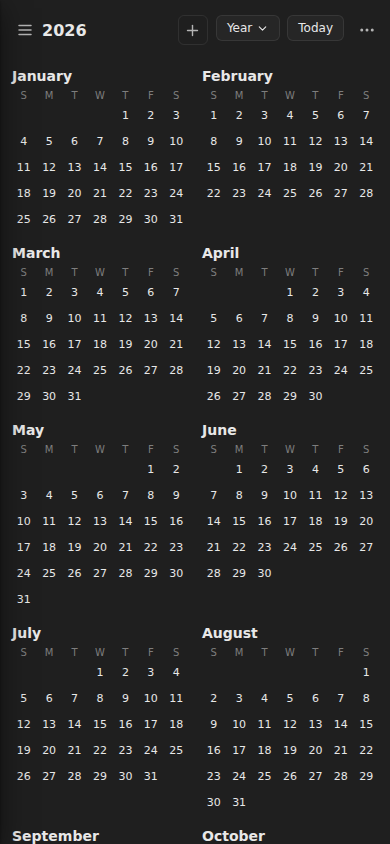 2026 Year Today
January
S M T W T F S
1 2 3
4 5 6 7 8 9 10
11 12 13 14 15 16 17
18 19 20 21 22 23 24
25 26 27 28 29 30 31
February
S M T W T F S
1 2 3 4 5 6 7
8 9 10 11 12 13 14
15 16 17 18 19 20 21
22 23 24 25 26 27 28
March
S M T W T F S
1 2 3 4 5 6 7
8 9 10 11 12 13 14
15 16 17 18 19 20 21
22 23 24 25 26 27 28
29 30 31
April
S M T W T F S
1 2 3 4
5 6 7 8 9 10 11
12 13 14 15 16 17 18
19 20 21 22 23 24 25
26 27 28 29 30
May
S M T W T F S
1 2
3 4 5 6 7 8 9
10 11 12 13 14 15 16
17 18 19 20 21 22 23
24 25 26 27 28 29 30
31
June
S M T W T F S
1 2 3 4 5 6
7 8 9 10 11 12 13
14 15 16 17 18 19 20
21 22 23 24 25 26 27
28 29 30
July
S M T W T F S
1 2 3 4
5 6 7 8 9 10 11
12 13 14 15 16 17 18
19 20 21 22 23 24 25
26 27 28 29 30 31
August
S M T W T F S
1
2 3 4 5 6 7 8
9 10 11 12 13 14 15
16 17 18 19 20 21 22
23 24 25 26 27 28 29
30 31
September
October